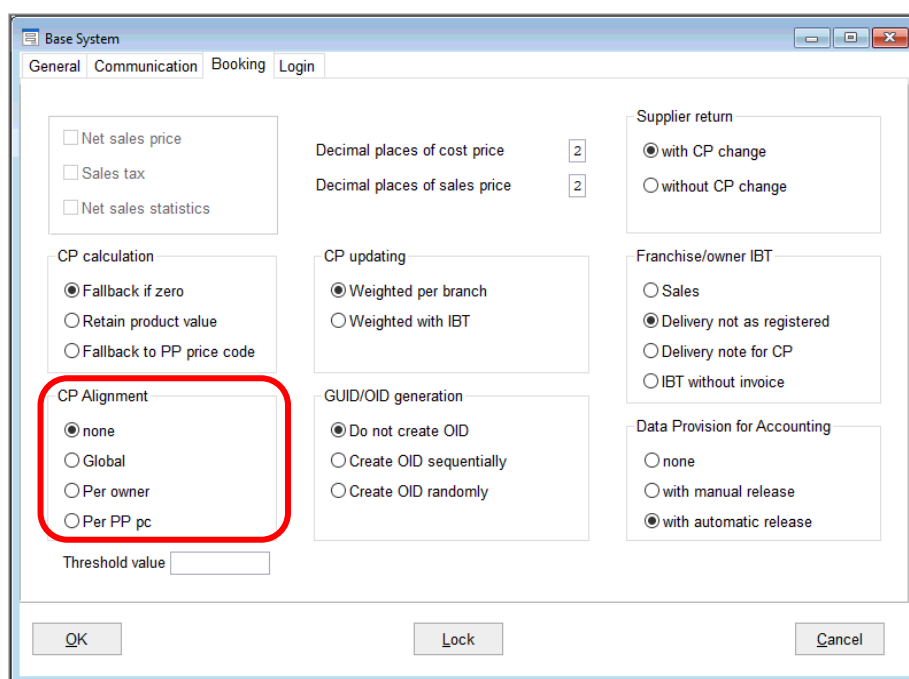 Base System
General Communication Booking Login
Net sales price
Sales tax
Net sales statistics
Decimal places of cost price 2
Decimal places of sales price 2
Supplier return
with CP change
without CP change
CP calculation
Fallback if zero
Retain product value
Fallback to PP price code
CP updating
Weighted per branch
Weighted with IBT
Franchise/owner IBT
Sales
Delivery not as registered
Delivery note for CP
IBT without invoice
CP Alignment
none
Global
Per owner
Per PP pc
GUID/OID generation
Do not create OID
Create OID sequentially
Create OID randomly
Data Provision for Accounting
none
with manual release
with automatic release
Threshold value
OK Lock Cancel